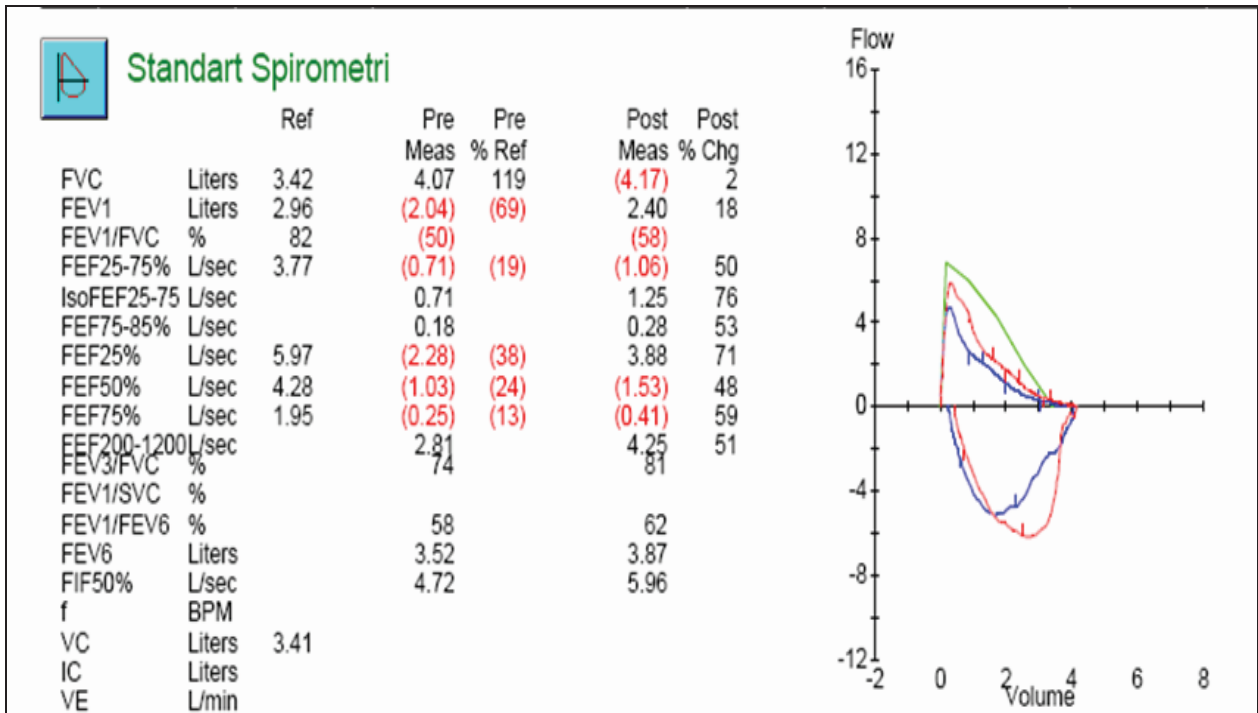 Standart Spirometri
Ref Pre Pre Post Post
Meas % Ref Meas % Chg
FVC Liters 3.42 4.07 119 (4.17) 2
FEV1 Liters 2.96 (2.04) (69) 2.40 18
FEV1/FVC % 82 (50) (58)
FEF25-75% L/sec 3.77 (0.71) (19) (1.06) 50
IsoFEF25-75 L/sec 0.71 1.25 76
FEF75-85% L/sec 0.18 0.28 53
FEF25% L/sec 5.97 (2.28) (38) 3.88 71
FEF50% L/sec 4.28 (1.03) (24) (1.53) 48
FEF75% L/sec 1.95 (0.25) (13) (0.41) 59
FEF200-1200 L/sec 2.81 4.25 51
FEV3/FVC % 74 81
FEV1/SVC %
FEV1/FEV6 % 58 62
FEV6 Liters 3.52 3.87
FIF50% L/sec 4.72 5.96
f BPM
VC Liters 3.41
IC Liters
VE L/min
Flow
16
12
8
4
0
-4
-8
-12
-2 0 2 4 6 8
Volume